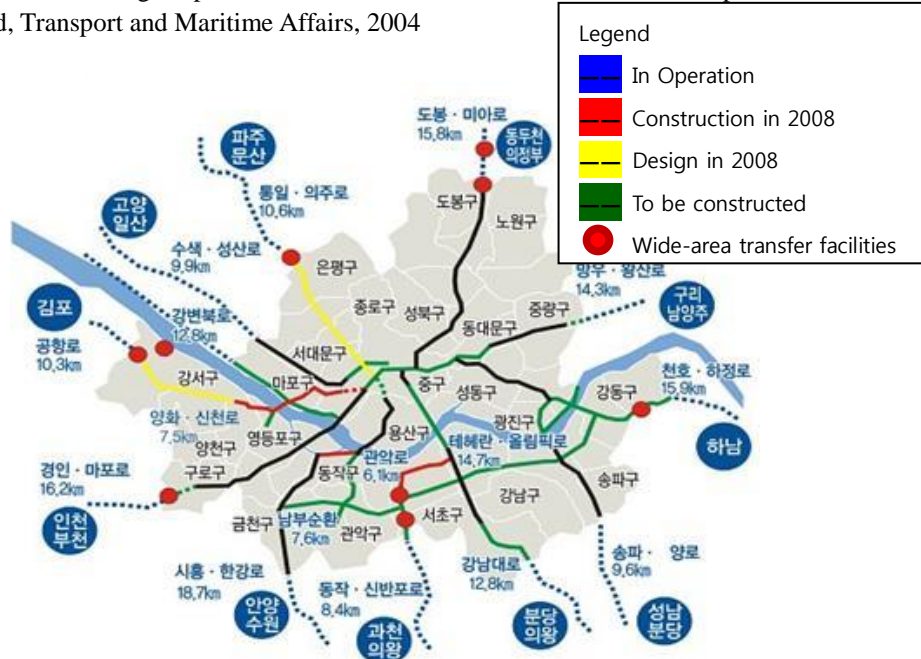 d, Transport and Maritime Affairs, 2004
Legend
In Operation
Construction in 2008
Design in 2008
To be constructed
Wide-area transfer facilities
도봉·미아로
15,8km
동두천
의정부
파주
문산
통일·의주로
10,6km
도봉구
노원구
고양
일산
수색·성산로
9,9km
은평구
망우·왕산로
14,3km
김포
강변북로
12,8km
종로구
성북구
중랑구
동대문구
구리
남양주
공항로
10,3km
서대문구
강서구
마포구
중구
성동구
강동구
천호·하정로
15,9km
양화·신천로
7,5km
영등포구
용산구
광진구
양천구
테헤란·올림픽로
14,7km
하남
경인·마포로
16,2km
구로구
동작구
관악로
6,1km
송파구
강남구
인천
부천
금천구
남부순환
7,6km
관악구
서초구
시흥·한강로
18,7km
동작·신반포로
8,4km
강남대로
12,8km
송파·양로
9,6km
안양
수원
과천
의왕
분당
의왕
성남
분당